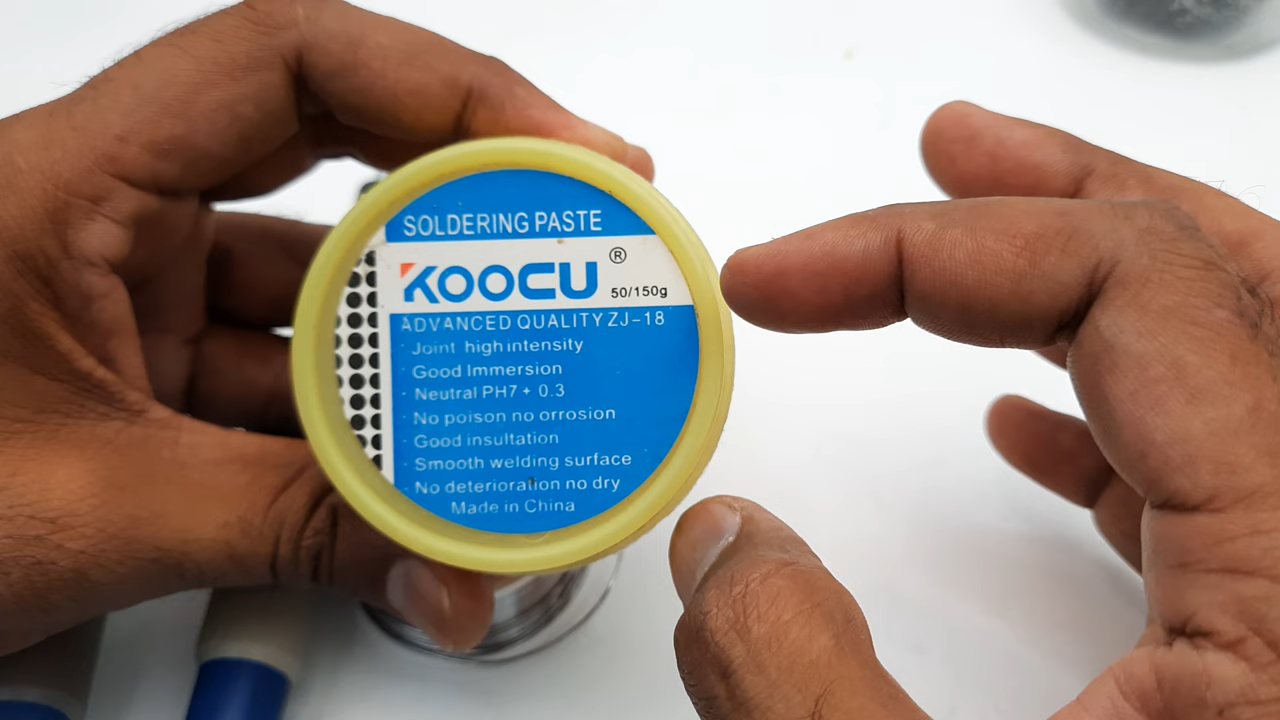 SOLDERING PASTE
KOOCU ®
50/150g
ADVANCED QUALITY ZJ-18
· Joint high intensity
· Good Immersion
· Neutral PH7 + 0.3
· No poison no orrosion
· Good insultation
· Smooth welding surface
· No deterioration no dry
Made in China